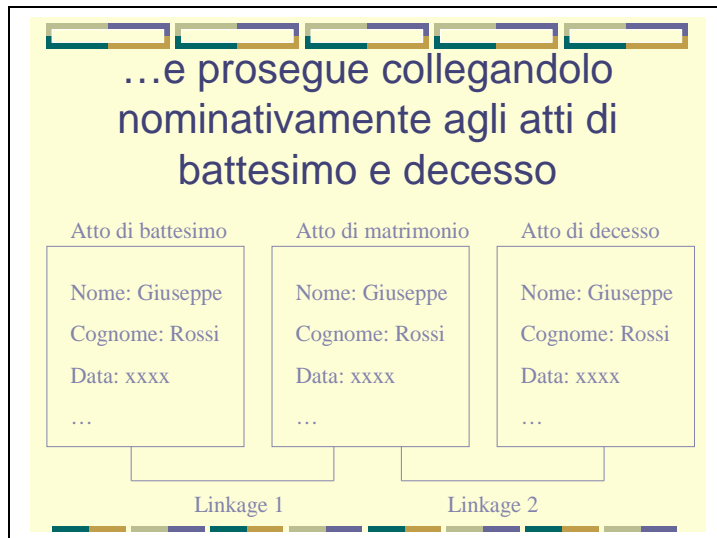 …e prosegue collegandolo
nominativamente agli atti di
battesimo e decesso
Atto di battesimo
Nome: Giuseppe
Cognome: Rossi
Data: xxxx
…
Atto di matrimonio
Nome: Giuseppe
Cognome: Rossi
Data: xxxx
…
Atto di decesso
Nome: Giuseppe
Cognome: Rossi
Data: xxxx
…
Linkage 1
Linkage 2